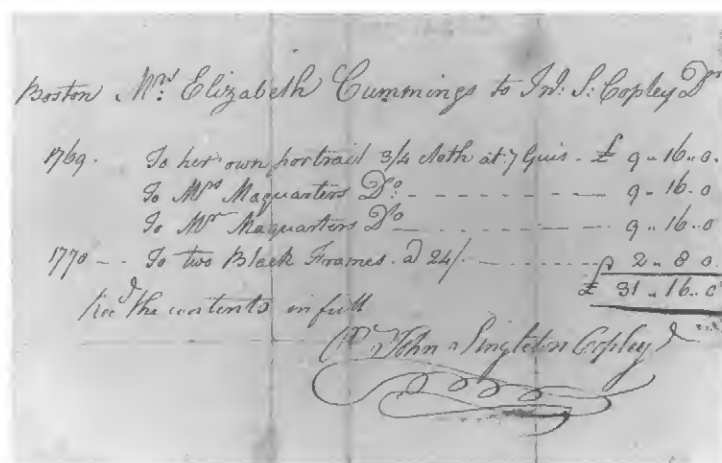 Boston Mrs. Elizabeth Cummings to Jno: S: Copley Dr
1769. To her own portrait 3/4 cloth at 7 Guis - £ 9 .. 16 .. 0.
To Mrs Maquarters Do: - - - - - 9 .. 16 .. 0
To Mr Maquarters Do - - - - - 9 .. 16 .. 0
1770 - - To two Black Frames. a 24/. - - - - 2 .. 8 0.
£ 31 .. 16 .. 0
Recd the contents in full
John Singleton Copley